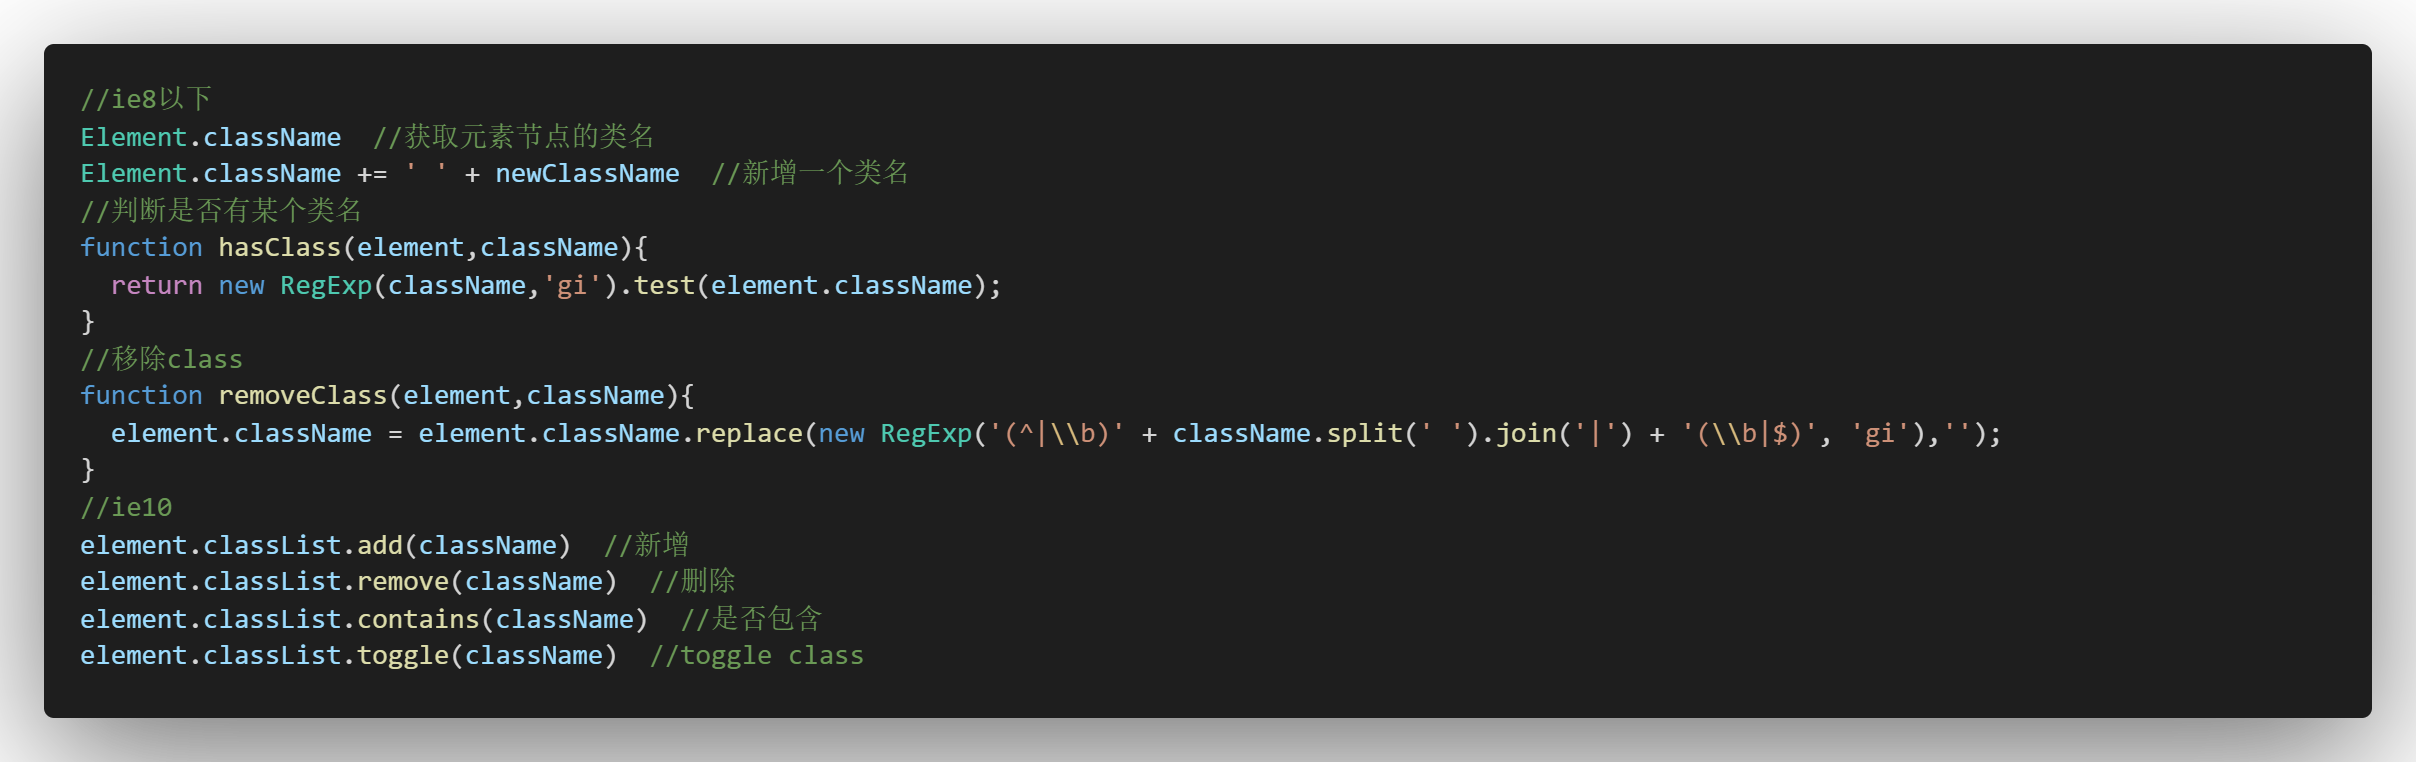 //ie8以下
Element.className  //获取元素节点的类名
Element.className += ' ' + newClassName  //新增一个类名
//判断是否有某个类名
function hasClass(element,className){
  return new RegExp(className,'gi').test(element.className);
}
//移除class
function removeClass(element,className){
  element.className = element.className.replace(new RegExp('(^|\\b)' + className.split(' ').join('|') + '(\\b|$)', 'gi'),'');
}
//ie10
element.classList.add(className)  //新增
element.classList.remove(className)  //删除
element.classList.contains(className)  //是否包含
element.classList.toggle(className)  //toggle class